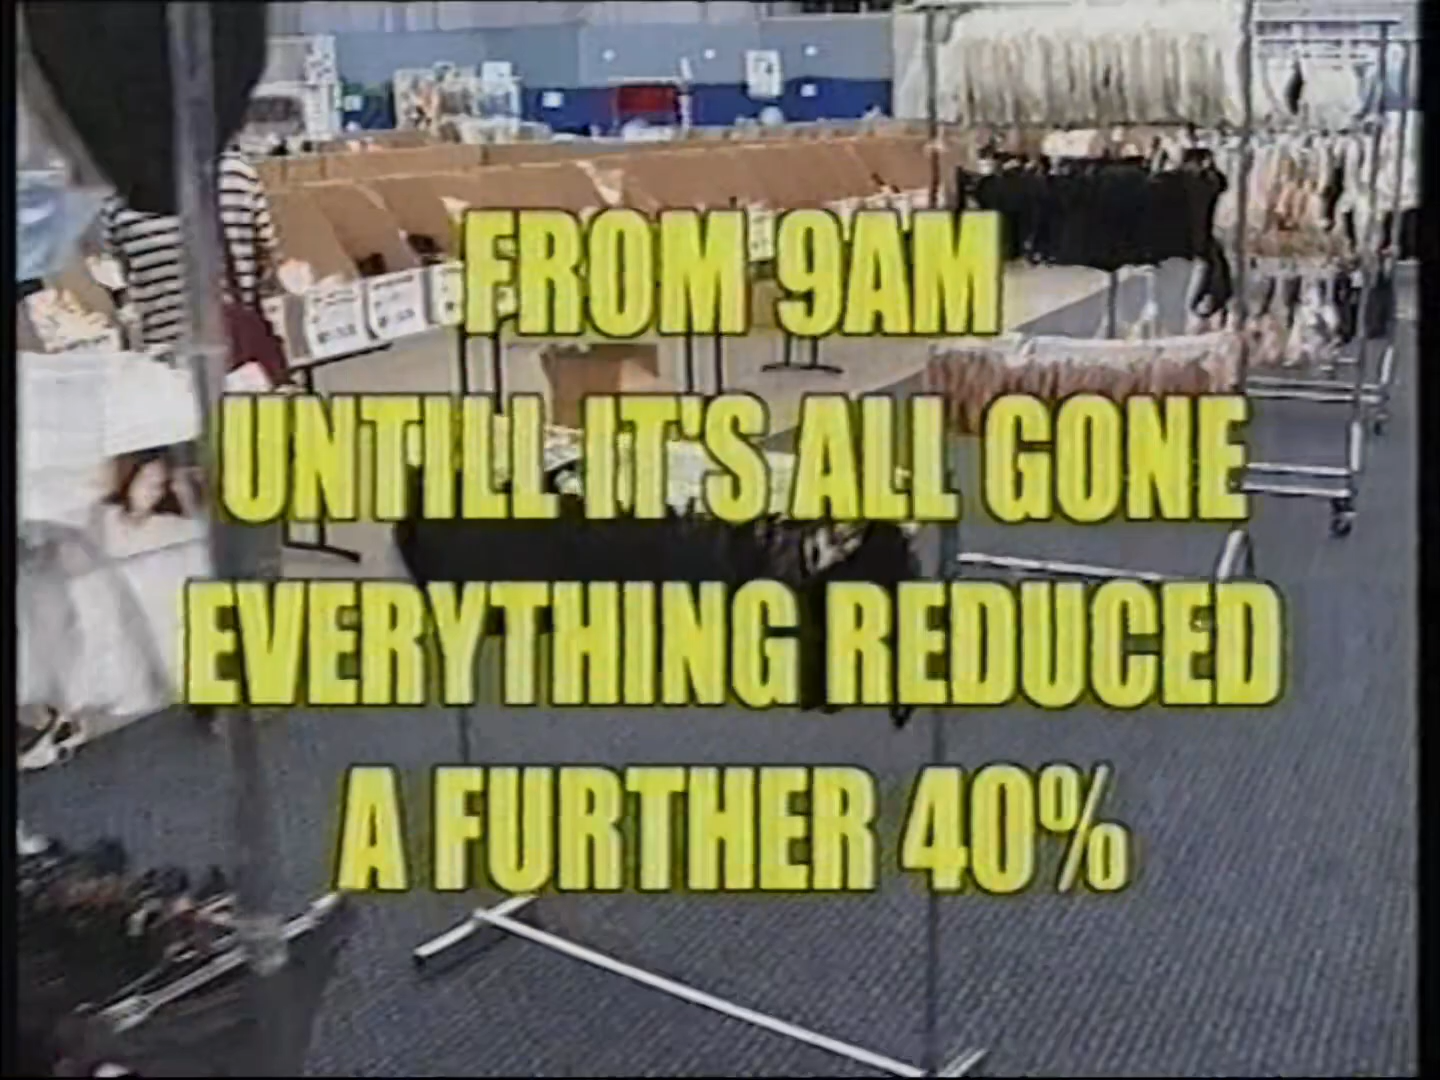 FROM 9AM
UNTILL IT'S ALL GONE
EVERYTHING REDUCED
A FURTHER 40%